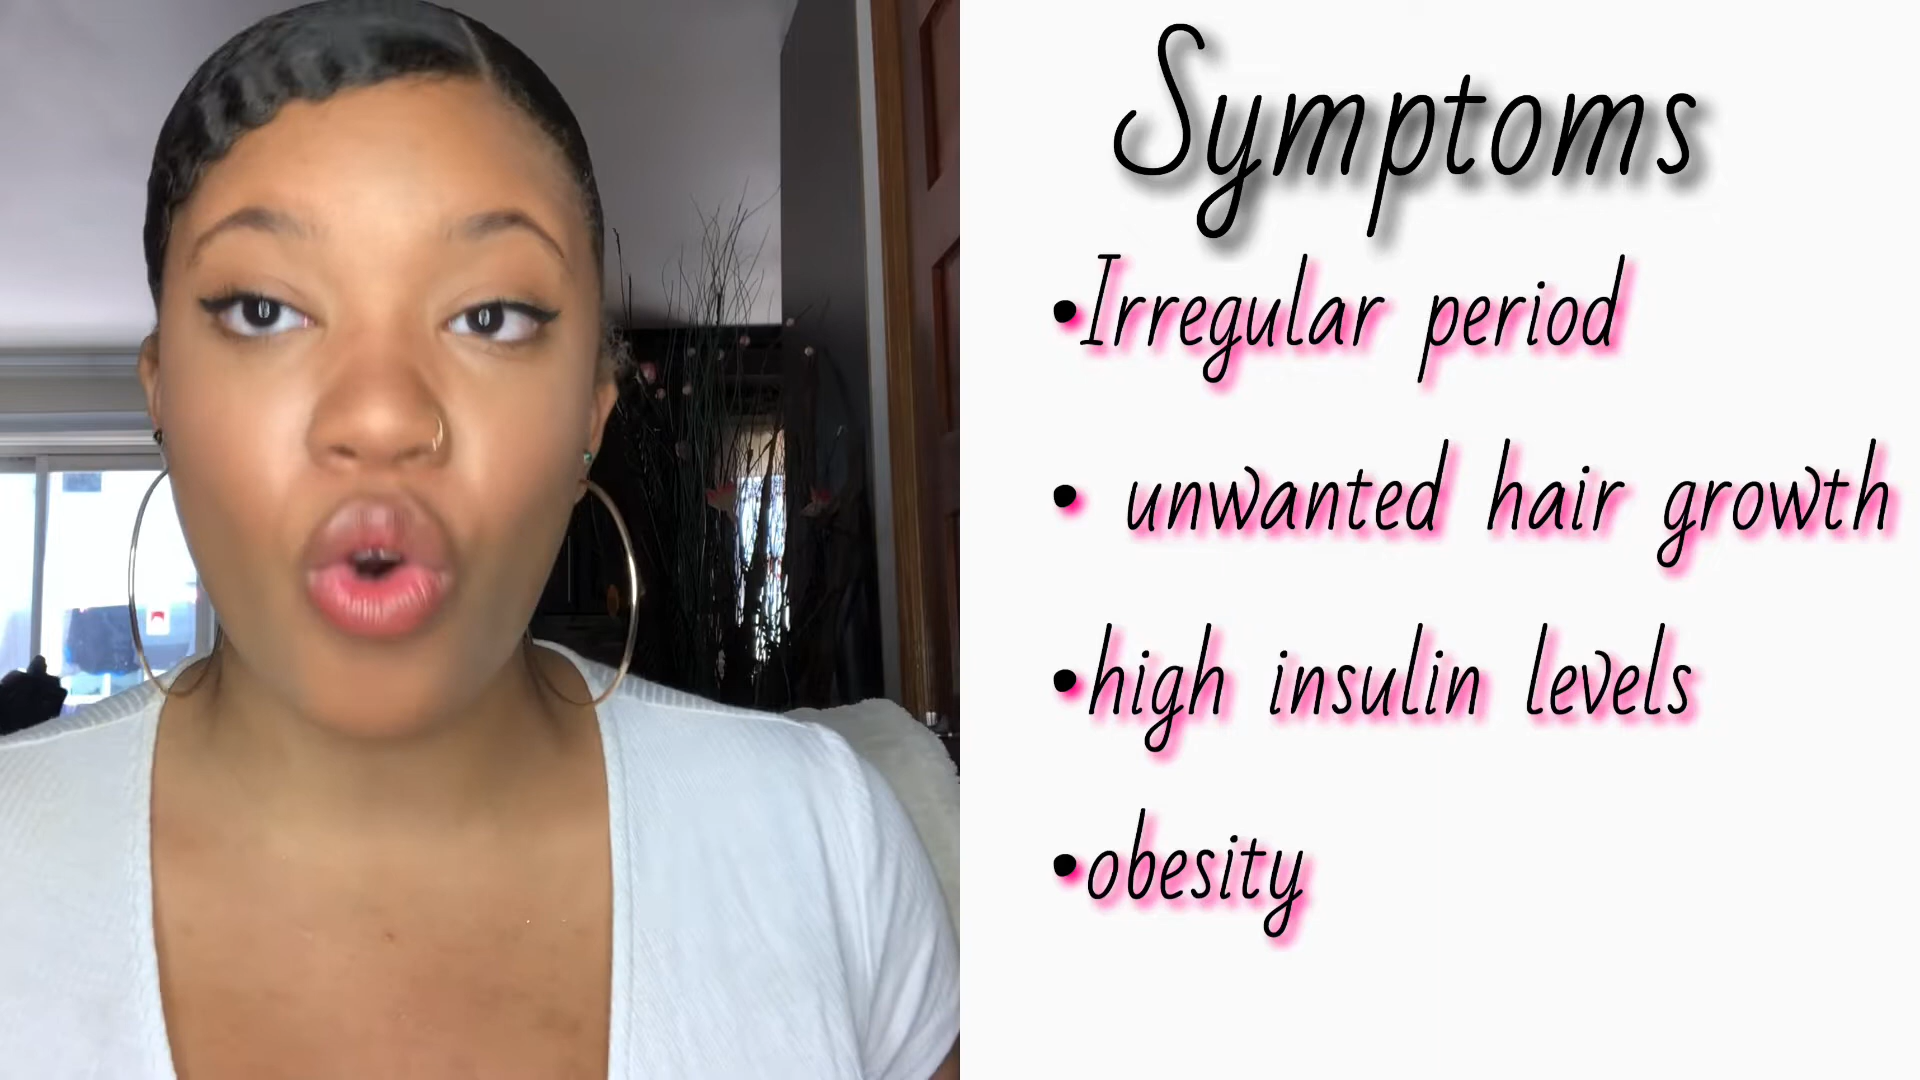 Symptoms
•Irregular period
• unwanted hair growth
•high insulin levels
•obesity